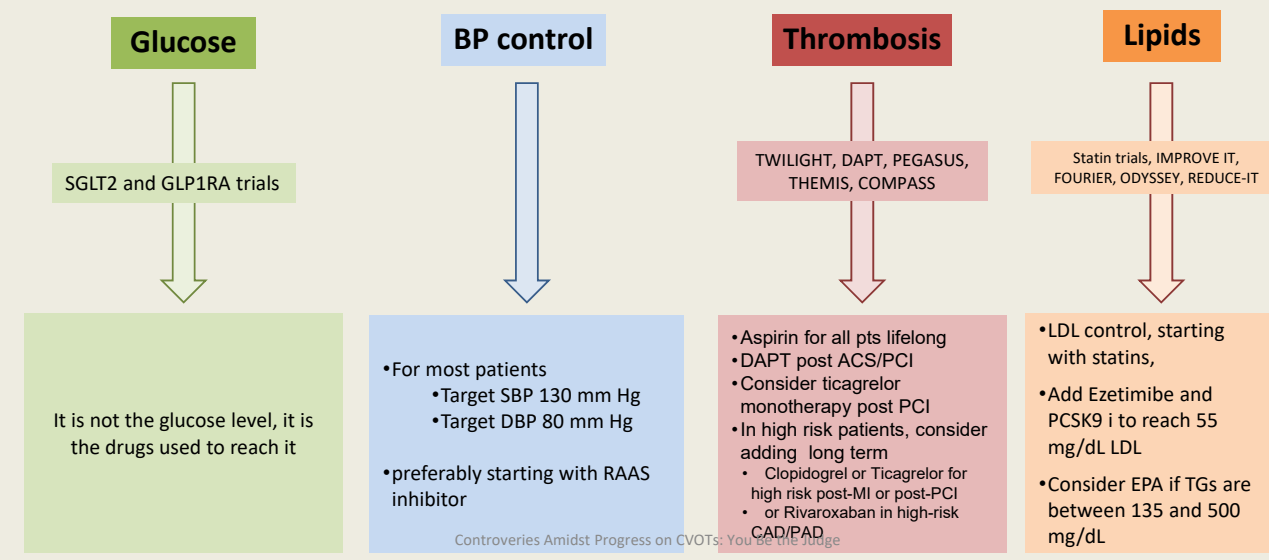 Glucose
SGLT2 and GLP1RA trials
It is not the glucose level, it is
the drugs used to reach it
BP control
•For most patients
•Target SBP 130 mm Hg
•Target DBP 80 mm Hg
•preferably starting with RAAS
inhibitor
Thrombosis
TWILIGHT, DAPT, PEGASUS,
THEMIS, COMPASS
•Aspirin for all pts lifelong
•DAPT post ACS/PCI
•Consider ticagrelor
monotherapy post PCI
•In high risk patients, consider
adding long term
• Clopidogrel or Ticagrelor for
high risk post-MI or post-PCI
• or Rivaroxaban in high-risk
CAD/PAD
Lipids
Statin trials, IMPROVE IT,
FOURIER, ODYSSEY, REDUCE-IT
•LDL control, starting
with statins,
•Add Ezetimibe and
PCSK9 i to reach 55
mg/dL LDL
•Consider EPA if TGs are
between 135 and 500
mg/dL
Controveries Amidst Progress on CVOTs: You Be the Judge